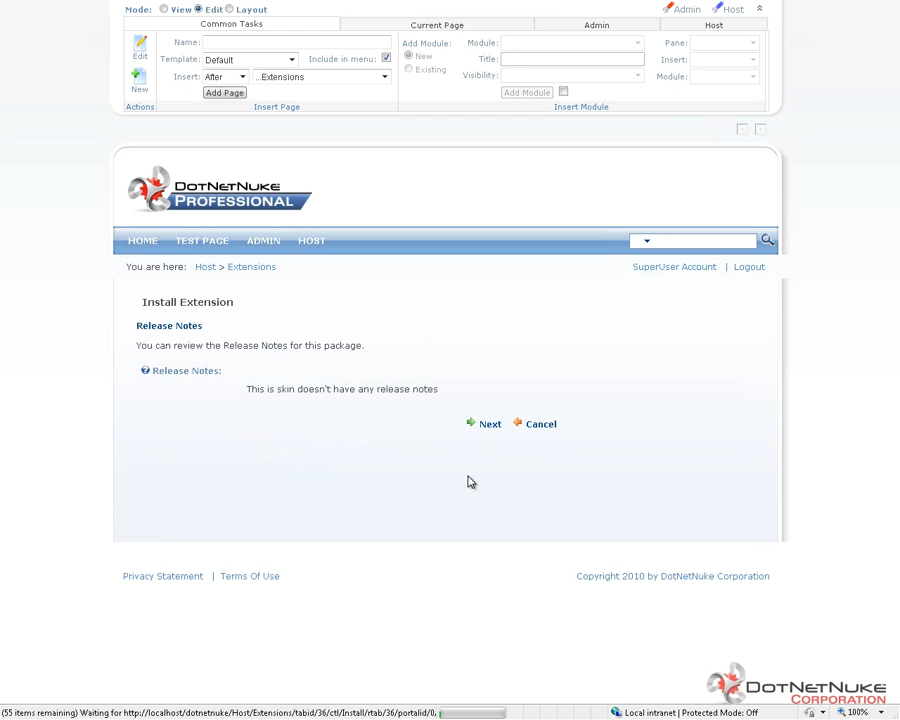 Mode: View Edit Layout Admin Host
Common Tasks Current Page Admin Host
Edit
New
Actions
Name:
Template: Default Include in menu:
Insert: After ...Extensions
Add Page
Insert Page
Add Module: Module:
New Title:
Existing Visibility:
Add Module
Insert Module
Pane:
Insert:
Module:
DOTNETNUKE
PROFESSIONAL
HOME TEST PAGE ADMIN HOST
You are here: Host > Extensions SuperUser Account | Logout
Install Extension
Release Notes
You can review the Release Notes for this package.
Release Notes:
This is skin doesn't have any release notes
Next Cancel
Privacy Statement | Terms Of Use Copyright 2010 by DotNetNuke Corporation
DOTNETNUKE
CORPORATION
(55 items remaining) Waiting for http://localhost/dotnetnuke/Host/Extensions/tabid/36/ctl/Install/rtab/36/portalid/0, Local intranet | Protected Mode: Off 100%